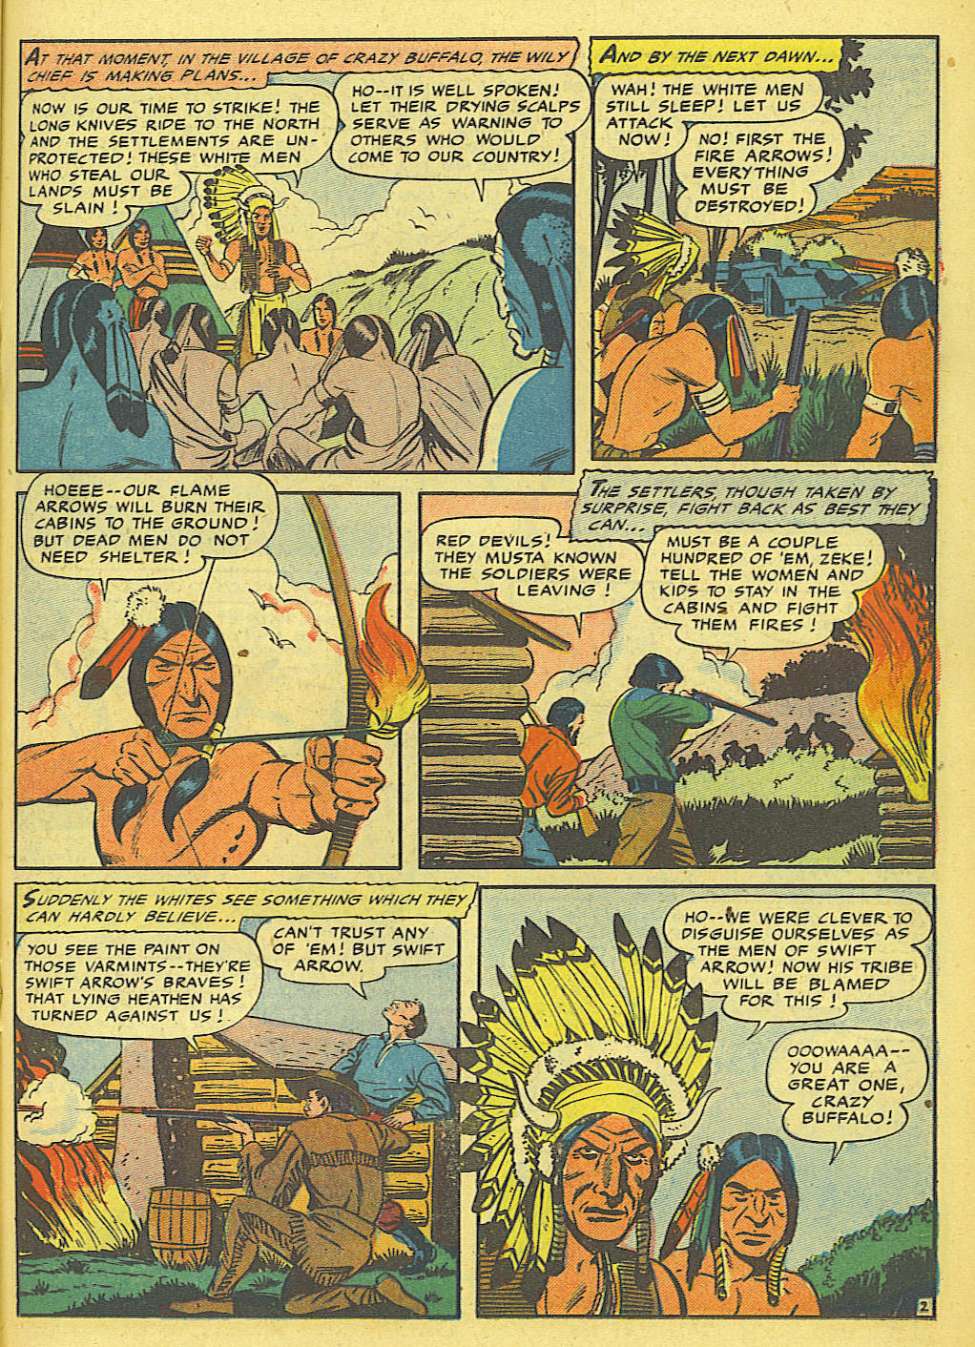 AT THAT MOMENT, IN THE VILLAGE OF CRAZY BUFFALO, THE WILY
CHIEF IS MAKING PLANS...
NOW IS OUR TIME TO STRIKE! THE
LONG KNIVES RIDE TO THE NORTH
AND THE SETTLEMENTS ARE UN-
PROTECTED! THESE WHITE MEN
WHO STEAL OUR
LANDS MUST BE
SLAIN!
HO--IT IS WELL SPOKEN!
LET THEIR DRYING SCALPS
SERVE AS WARNING TO
OTHERS WHO WOULD
COME TO OUR COUNTRY!
AND BY THE NEXT DAWN...
WAH! THE WHITE MEN
STILL SLEEP! LET US
ATTACK
NOW!
NO! FIRST THE
FIRE ARROWS!
EVERYTHING
MUST BE
DESTROYED!
HOEEE--OUR FLAME
ARROWS WILL BURN THEIR
CABINS TO THE GROUND!
BUT DEAD MEN DO NOT
NEED SHELTER!
THE SETTLERS, THOUGH TAKEN BY
SURPRISE, FIGHT BACK AS BEST THEY
CAN...
RED DEVILS!
THEY MUSTA KNOWN
THE SOLDIERS WERE
LEAVING!
MUST BE A COUPLE
HUNDRED OF 'EM, ZEKE!
TELL THE WOMEN AND
KIDS TO STAY IN THE
CABINS AND FIGHT
THEM FIRES!
SUDDENLY THE WHITES SEE SOMETHING WHICH THEY
CAN HARDLY BELIEVE...
YOU SEE THE PAINT ON
THOSE VARMINTS--THEY'RE
SWIFT ARROW'S BRAVES!
THAT LYING HEATHEN HAS
TURNED AGAINST US!
CAN'T TRUST ANY
OF 'EM! BUT SWIFT
ARROW.
HO--WE WERE CLEVER TO
DISGUISE OURSELVES AS
THE MEN OF SWIFT
ARROW! NOW HIS TRIBE
WILL BE BLAMED
FOR THIS!
OOOWAAAA--
YOU ARE A
GREAT ONE,
CRAZY
BUFFALO!
2